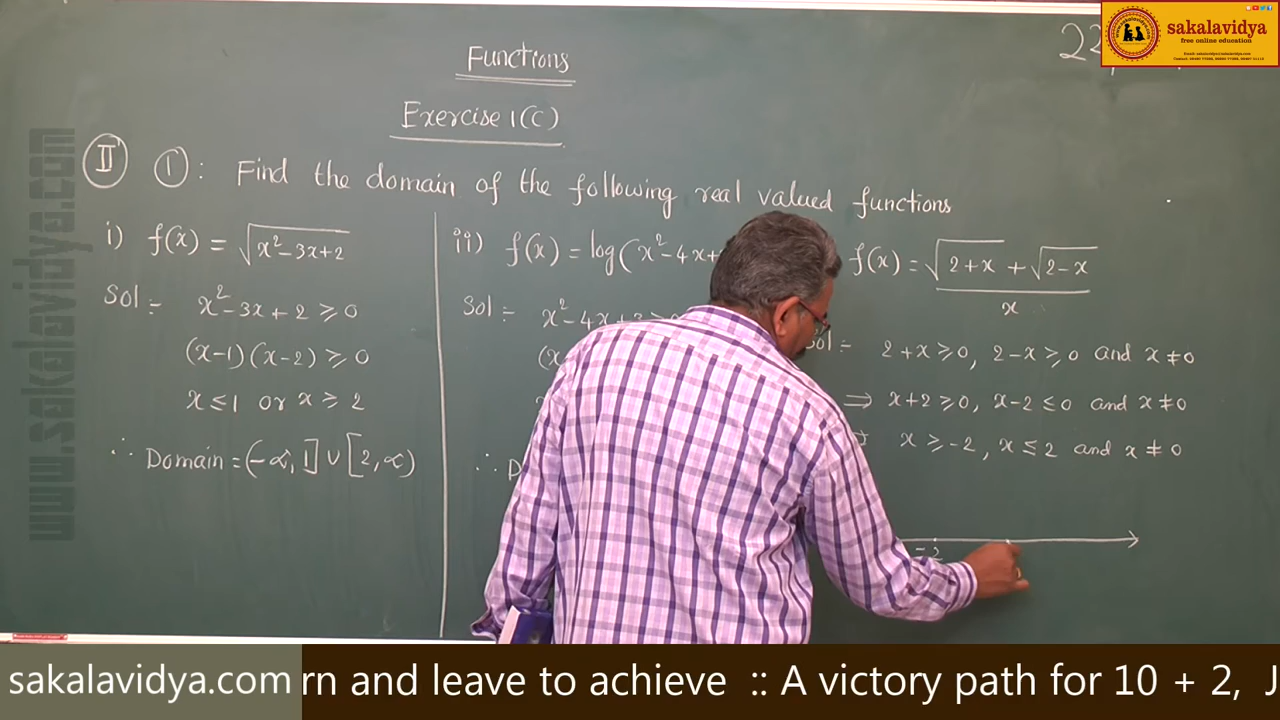 Functions
Exercise 1(C)
II 1: Find the domain of the following real valued functions
i) f(x) = √(x²-3x+2)
Sol:- x²-3x+2 ≥ 0
(x-1)(x-2) ≥ 0
x ≤ 1 or x ≥ 2
∴ Domain = (-∞, 1] ∪ [2, ∞)
ii) f(x) = log(x²-4x+
Sol:- x²-4x+3
(x
∴ D
f(x) = (√(2+x) + √(2-x))/x
Sol:- 2+x ≥ 0, 2-x ≥ 0 and x ≠ 0
⇒ x+2 ≥ 0, x-2 ≤ 0 and x ≠ 0
⇒ x ≥ -2, x ≤ 2 and x ≠ 0
-2
sakalavidya
free online education
www.sakalavidya.com
sakalavidya.com
rn and leave to achieve :: A victory path for 10 + 2, J